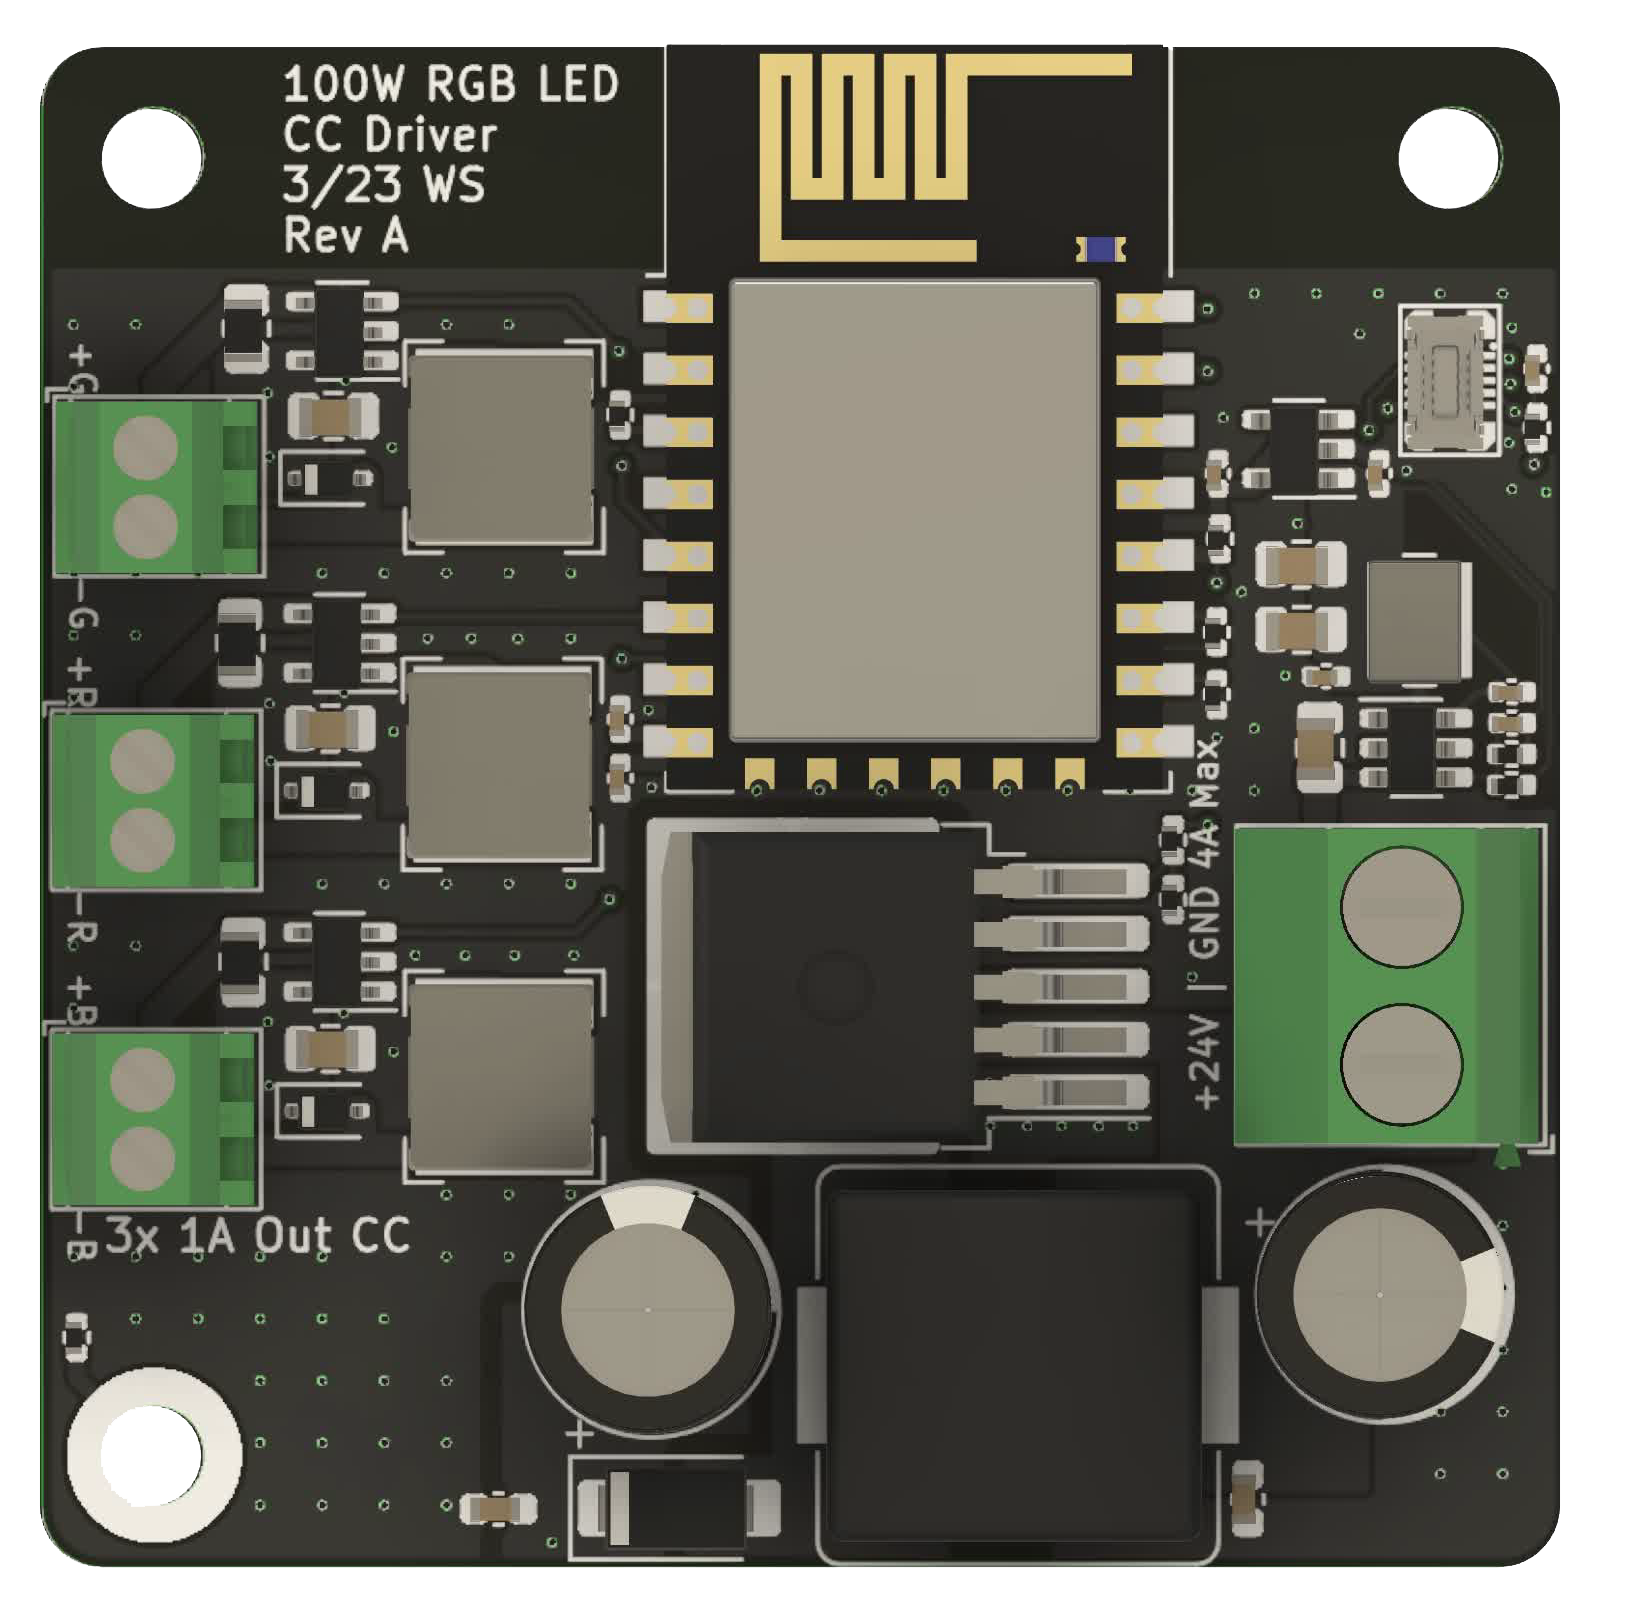 100W RGB LED
CC Driver
3/23 WS
Rev A
+G
-G
+R
-R
+B
-B
3x 1A Out CC
+24V | GND 4A Max
+
+